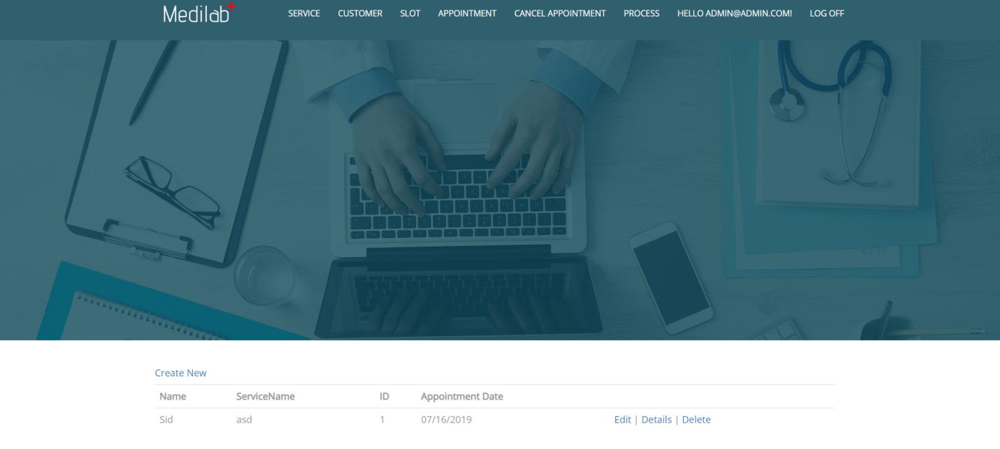 Medilab+ SERVICE CUSTOMER SLOT APPOINTMENT CANCEL APPOINTMENT PROCESS HELLO ADMIN@ADMIN.COM! LOG OFF
Create New
Name ServiceName ID Appointment Date
Sid asd 1 07/16/2019 Edit | Details | Delete